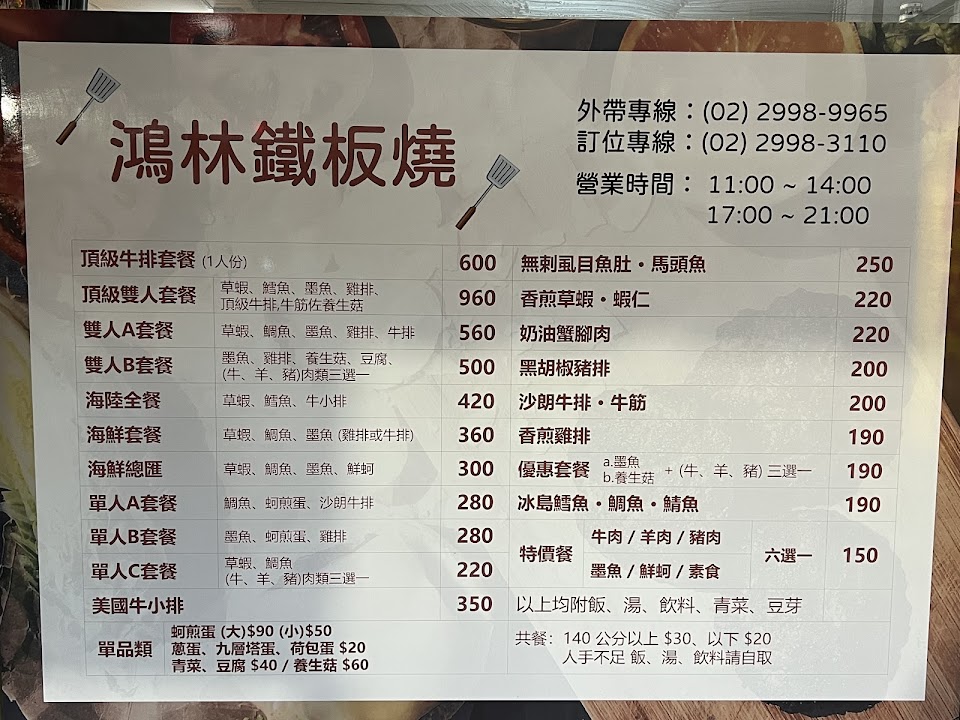 鴻林鐵板燒
外帶專線：(02) 2998-9965
訂位專線：(02) 2998-3110
營業時間： 11:00 ~ 14:00
17:00 ~ 21:00
頂級牛排套餐 (1人份) 600
頂級雙人套餐 草蝦、鱈魚、墨魚、雞排、 960
頂級牛排,牛筋佐養生菇
雙人A套餐 草蝦、鯛魚、墨魚、雞排、牛排 560
雙人B套餐 墨魚、雞排、養生菇、豆腐、 500
(牛、羊、豬)肉類三選一
海陸全餐 草蝦、鱈魚、牛小排 420
海鮮套餐 草蝦、鯛魚、墨魚 (雞排或牛排) 360
海鮮總匯 草蝦、鯛魚、墨魚、鮮蚵 300
單人A套餐 鯛魚、蚵煎蛋、沙朗牛排 280
單人B套餐 墨魚、蚵煎蛋、雞排 280
單人C套餐 草蝦、鯛魚 220
(牛、羊、豬)肉類三選一
美國牛小排 350
單品類 蚵煎蛋 (大)$90 (小)$50
蔥蛋、九層塔蛋、荷包蛋 $20
青菜、豆腐 $40 / 養生菇 $60
無刺虱目魚肚・馬頭魚 250
香煎草蝦・蝦仁 220
奶油蟹腳肉 220
黑胡椒豬排 200
沙朗牛排・牛筋 200
香煎雞排 190
優惠套餐 a.墨魚 + (牛、羊、豬) 三選一 190
b.養生菇
冰島鱈魚・鯛魚・鯖魚 190
特價餐 牛肉 / 羊肉 / 豬肉 六選一 150
墨魚 / 鮮蚵 / 素食
以上均附飯、湯、飲料、青菜、豆芽
共餐： 140 公分以上 $30、以下 $20
人手不足 飯、湯、飲料請自取